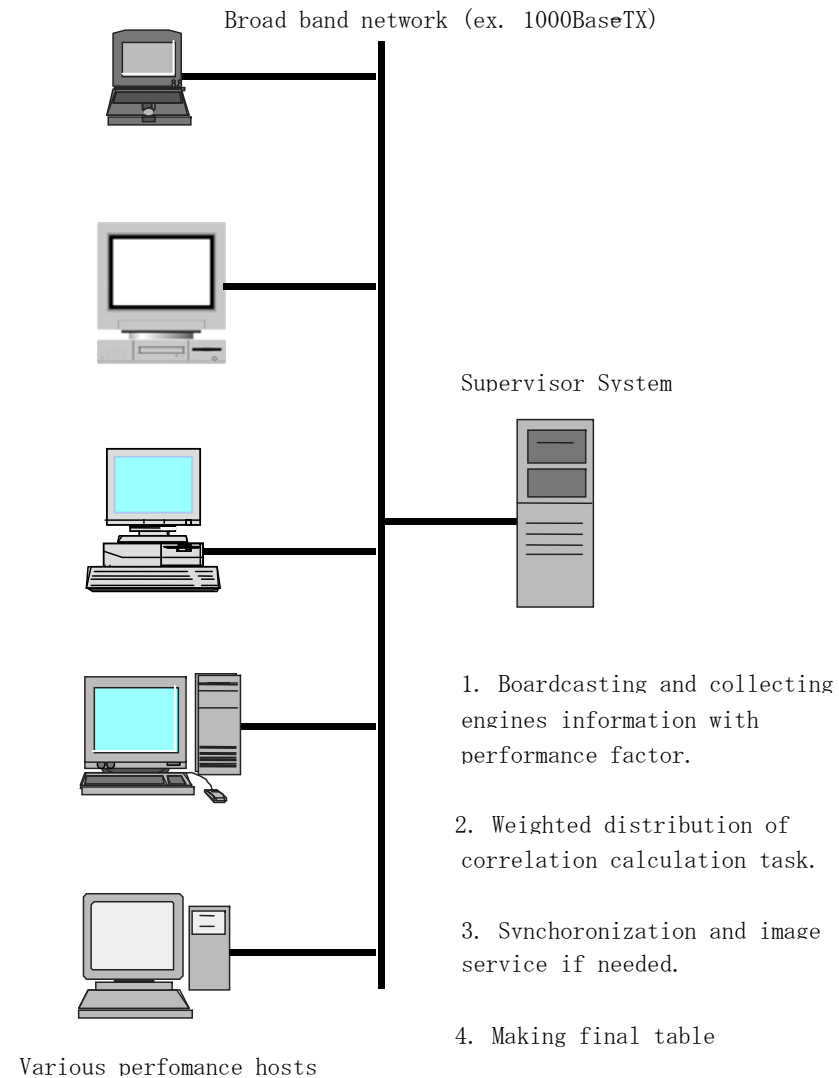 Broad band network (ex. 1000BaseTX)
Supervisor System
1. Boardcasting and collecting
engines information with
performance factor.
2. Weighted distribution of
correlation calculation task.
3. Synchoronization and image
service if needed.
4. Making final table
Various perfomance hosts